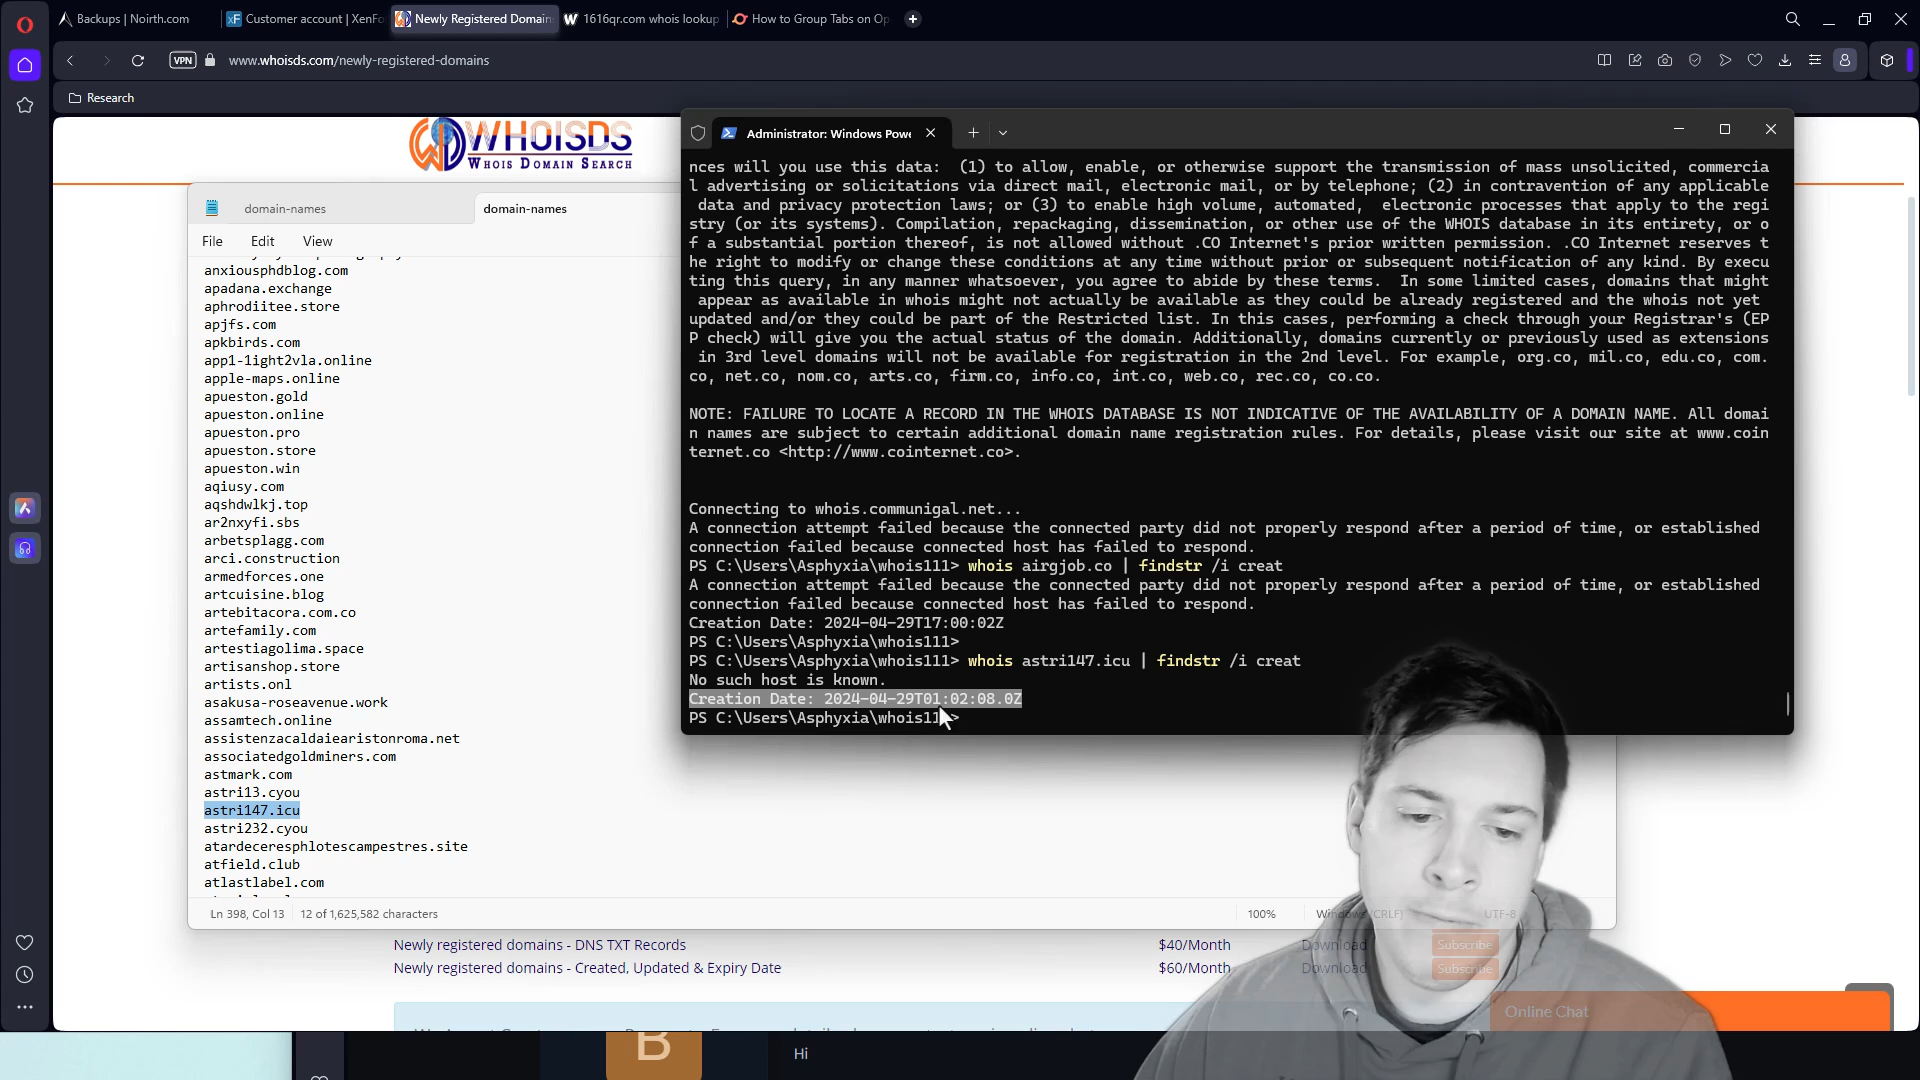 Backups | Noirth.com
Customer account | XenFo
Newly Registered Domain
1616qr.com whois lookup
How to Group Tabs on Op
VPN
www.whoisds.com/newly-registered-domains
Research
WHOISDS
WHOIS DOMAIN SEARCH
domain-names
domain-names
File Edit View
anxiousphdblog.com
apadana.exchange
aphrodiitee.store
apjfs.com
apkbirds.com
app1-1ight2vla.online
apple-maps.online
apueston.gold
apueston.online
apueston.pro
apueston.store
apueston.win
aqiusy.com
aqshdwlkj.top
ar2nxyfi.sbs
arbetsplagg.com
arci.construction
armedforces.one
artcuisine.blog
artebitacora.com.co
artefamily.com
artestiagolima.space
artisanshop.store
artists.onl
asakusa-roseavenue.work
assamtech.online
assistenzacaldaiearistonroma.net
associatedgoldminers.com
astmark.com
astri13.cyou
astri147.icu
astri232.cyou
atardeceresphlotescampestres.site
atfield.club
atlastlabel.com
Ln 398, Col 13 12 of 1,625,582 characters 100% Windows (CRLF) UTF-8
Administrator: Windows Powe
nces will you use this data:  (1) to allow, enable, or otherwise support the transmission of mass unsolicited, commercia
l advertising or solicitations via direct mail, electronic mail, or by telephone; (2) in contravention of any applicable
data and privacy protection laws; or (3) to enable high volume, automated,  electronic processes that apply to the regi
stry (or its systems). Compilation, repackaging, dissemination, or other use of the WHOIS database in its entirety, or o
f a substantial portion thereof, is not allowed without .CO Internet's prior written permission. .CO Internet reserves t
he right to modify or change these conditions at any time without prior or subsequent notification of any kind. By execu
ting this query, in any manner whatsoever, you agree to abide by these terms.  In some limited cases, domains that might
appear as available in whois might not actually be available as they could be already registered and the whois not yet
updated and/or they could be part of the Restricted list. In this cases, performing a check through your Registrar's (EP
P check) will give you the actual status of the domain. Additionally, domains currently or previously used as extensions
in 3rd level domains will not be available for registration in the 2nd level. For example, org.co, mil.co, edu.co, com.
co, net.co, nom.co, arts.co, firm.co, info.co, int.co, web.co, rec.co, co.co.
NOTE: FAILURE TO LOCATE A RECORD IN THE WHOIS DATABASE IS NOT INDICATIVE OF THE AVAILABILITY OF A DOMAIN NAME. All domai
n names are subject to certain additional domain name registration rules. For details, please visit our site at www.coin
ternet.co <http://www.cointernet.co>.
Connecting to whois.communigal.net...
A connection attempt failed because the connected party did not properly respond after a period of time, or established
connection failed because connected host has failed to respond.
PS C:\Users\Asphyxia\whois111> whois airgjob.co | findstr /i creat
A connection attempt failed because the connected party did not properly respond after a period of time, or established
connection failed because connected host has failed to respond.
Creation Date: 2024-04-29T17:00:02Z
PS C:\Users\Asphyxia\whois111>
PS C:\Users\Asphyxia\whois111> whois astri147.icu | findstr /i creat
No such host is known.
Creation Date: 2024-04-29T01:02:08.0Z
PS C:\Users\Asphyxia\whois111>
Newly registered domains - DNS TXT Records $40/Month Download Subscribe
Newly registered domains - Created, Updated & Expiry Date $60/Month Download Subscribe
Online Chat
B
Hi